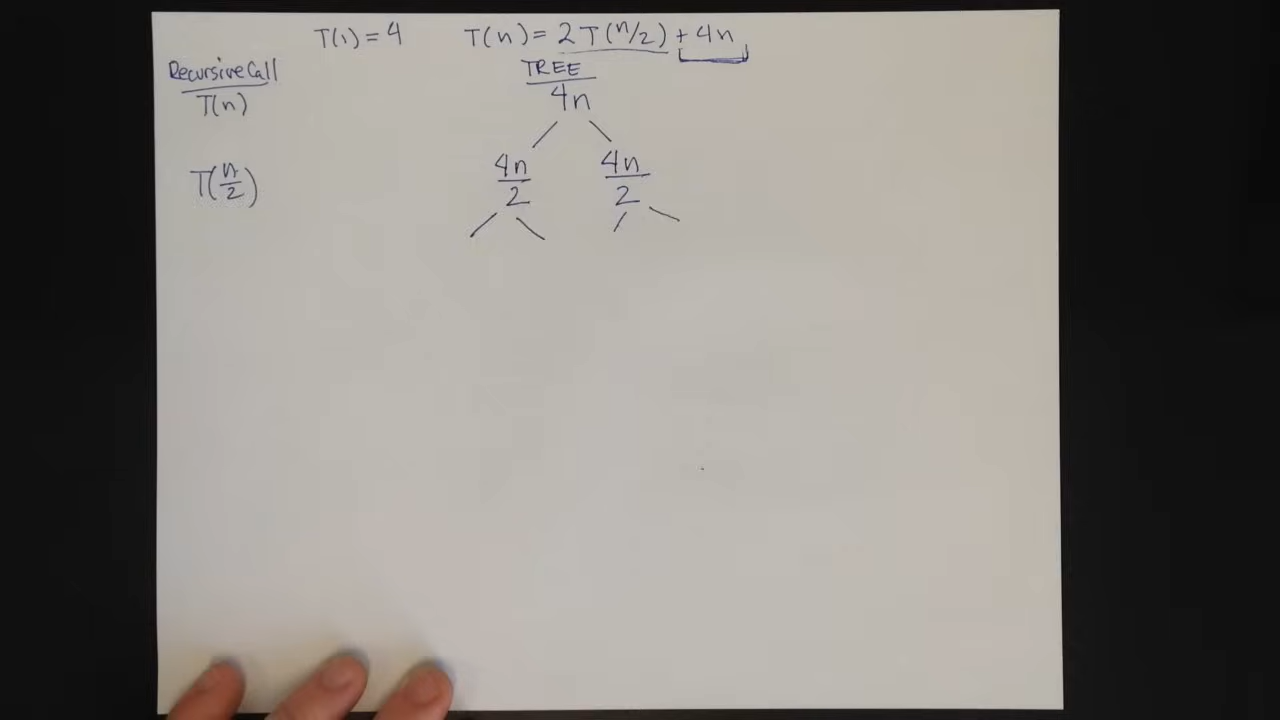 T(1) = 4 T(n) = 2T(n/2) + 4n
Recursive Call TREE
T(n) 4n
T(n/2) 4n/2 4n/2